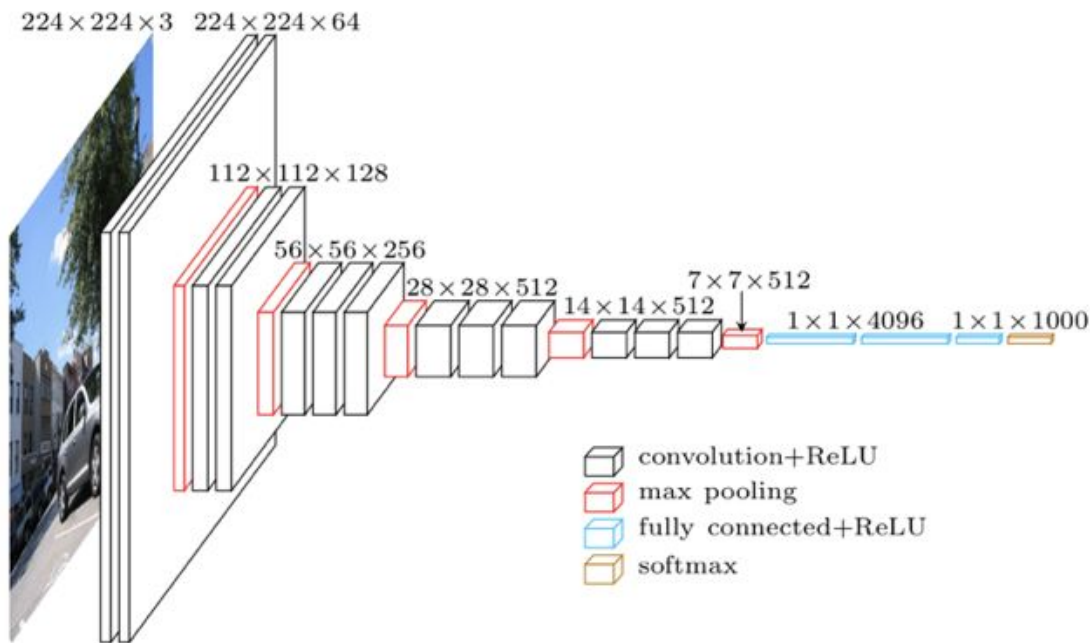 224×224×3
224×224×64
112×112×128
56×56×256
28×28×512
14×14×512
7×7×512
1×1×4096
1×1×1000
convolution+ReLU
max pooling
fully connected+ReLU
softmax